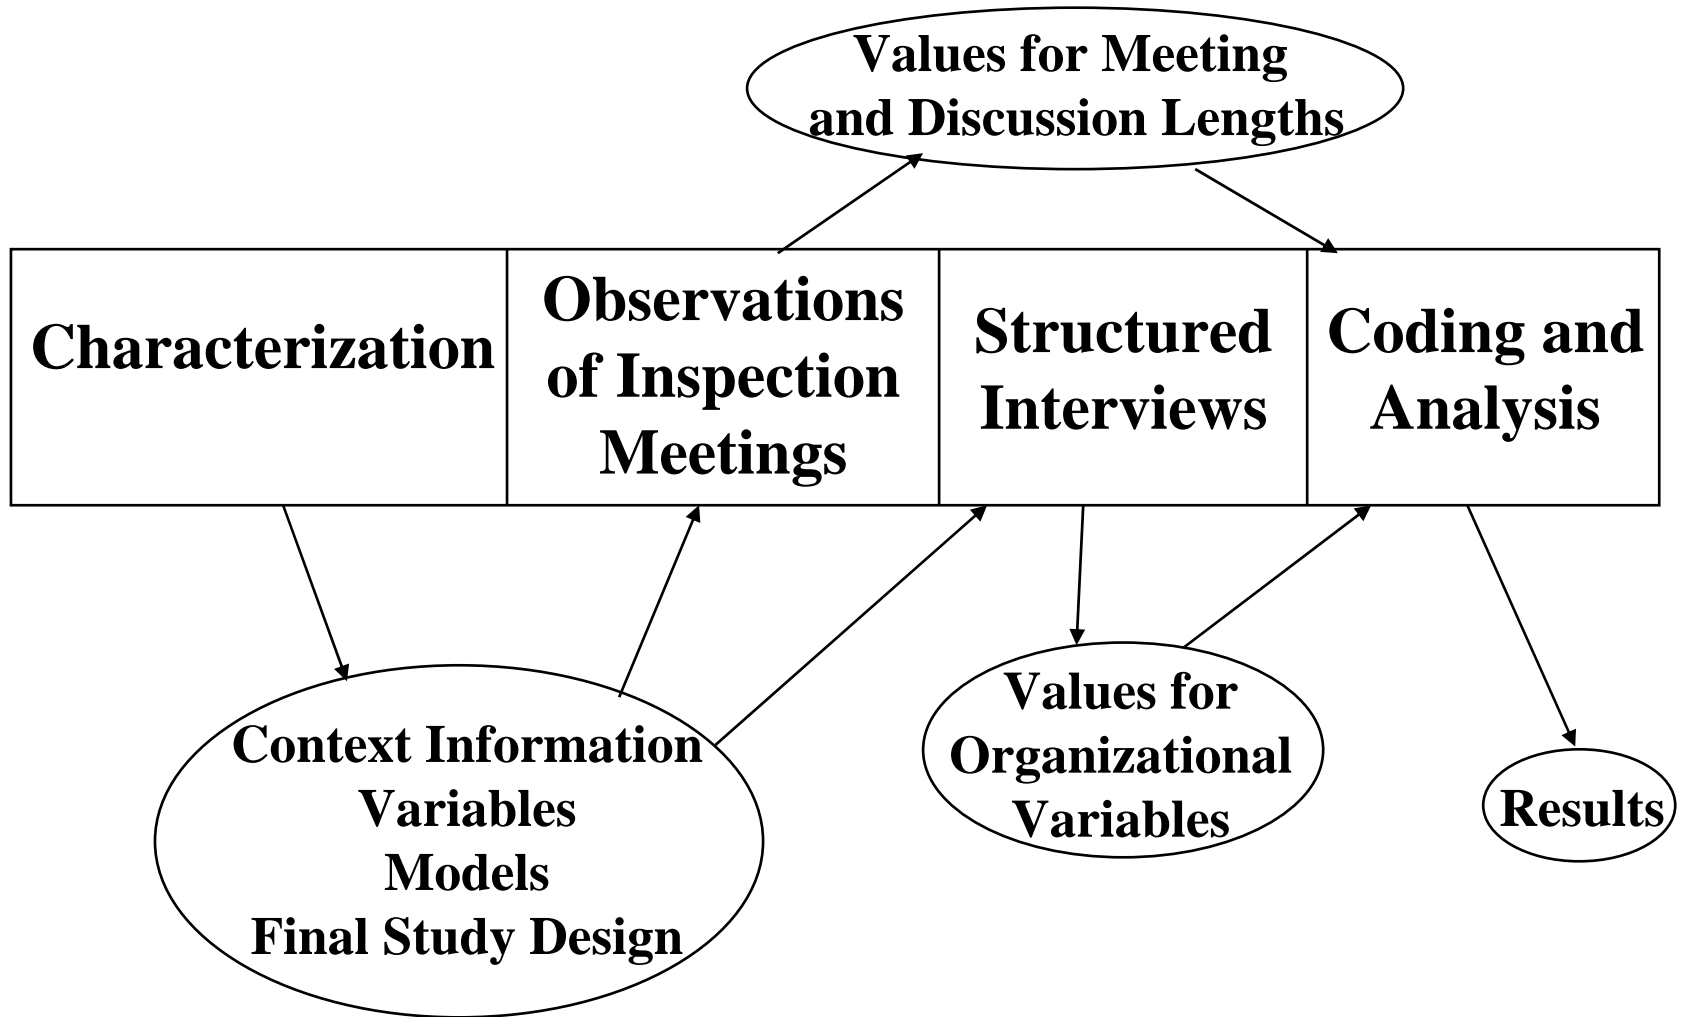 Values for Meeting
and Discussion Lengths
Characterization
Observations
of Inspection
Meetings
Structured
Interviews
Coding and
Analysis
Context Information
Variables
Models
Final Study Design
Values for
Organizational
Variables
Results